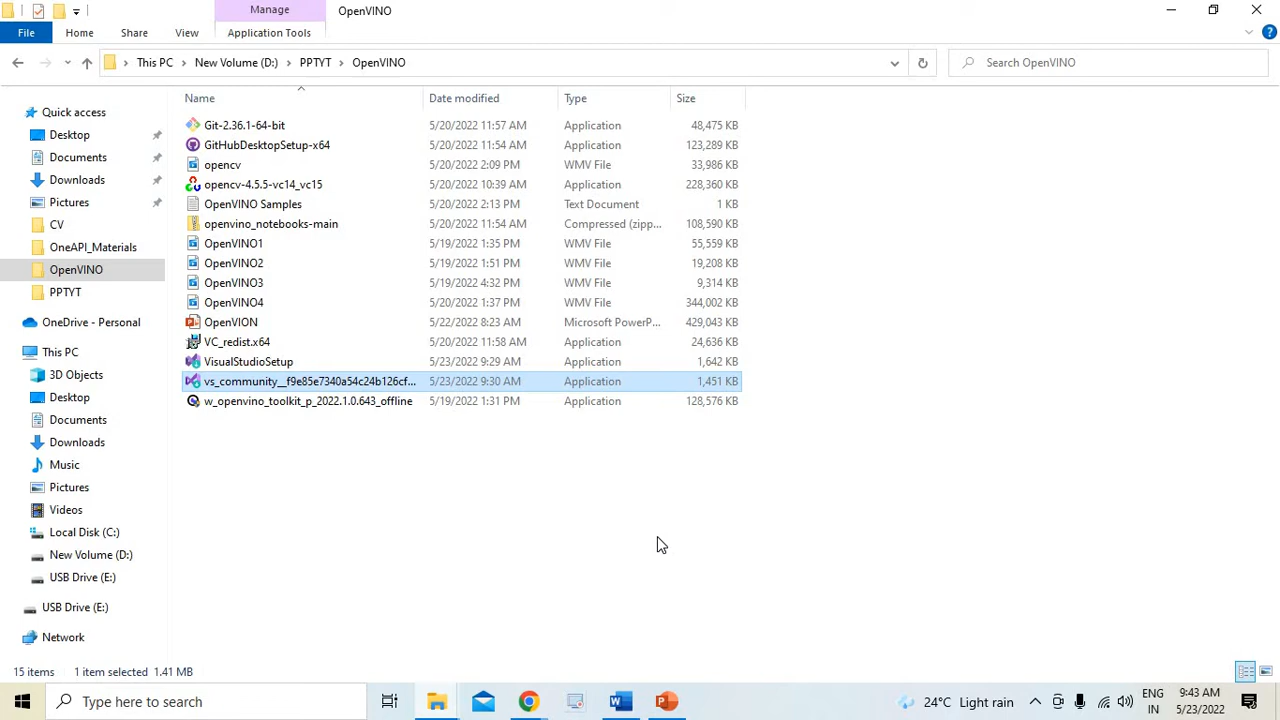 Manage
OpenVINO
File
Home
Share
View
Application Tools
This PC
New Volume (D:)
PPTYT
OpenVINO
Search OpenVINO
Name
Date modified
Type
Size
Git-2.36.1-64-bit 5/20/2022 11:57 AM Application 48,475 KB
GitHubDesktopSetup-x64 5/20/2022 11:54 AM Application 123,289 KB
opencv 5/20/2022 2:09 PM WMV File 33,986 KB
opencv-4.5.5-vc14_vc15 5/20/2022 10:39 AM Application 228,360 KB
OpenVINO Samples 5/20/2022 2:13 PM Text Document 1 KB
openvino_notebooks-main 5/20/2022 11:54 AM Compressed (zipp... 108,590 KB
OpenVINO1 5/19/2022 1:35 PM WMV File 55,559 KB
OpenVINO2 5/19/2022 1:51 PM WMV File 19,208 KB
OpenVINO3 5/19/2022 4:32 PM WMV File 9,314 KB
OpenVINO4 5/20/2022 1:37 PM WMV File 344,002 KB
OpenVION 5/22/2022 8:23 AM Microsoft PowerP... 429,043 KB
VC_redist.x64 5/20/2022 11:58 AM Application 24,636 KB
VisualStudioSetup 5/23/2022 9:29 AM Application 1,642 KB
vs_community__f9e85e7340a54c24b126cf... 5/23/2022 9:30 AM Application 1,451 KB
w_openvino_toolkit_p_2022.1.0.643_offline 5/19/2022 1:31 PM Application 128,576 KB
Quick access
Desktop
Documents
Downloads
Pictures
CV
OneAPI_Materials
OpenVINO
PPTYT
OneDrive - Personal
This PC
3D Objects
Desktop
Documents
Downloads
Music
Pictures
Videos
Local Disk (C:)
New Volume (D:)
USB Drive (E:)
USB Drive (E:)
Network
15 items
1 item selected 1.41 MB
Type here to search
24°C Light rain
ENG
IN
9:43 AM
5/23/2022